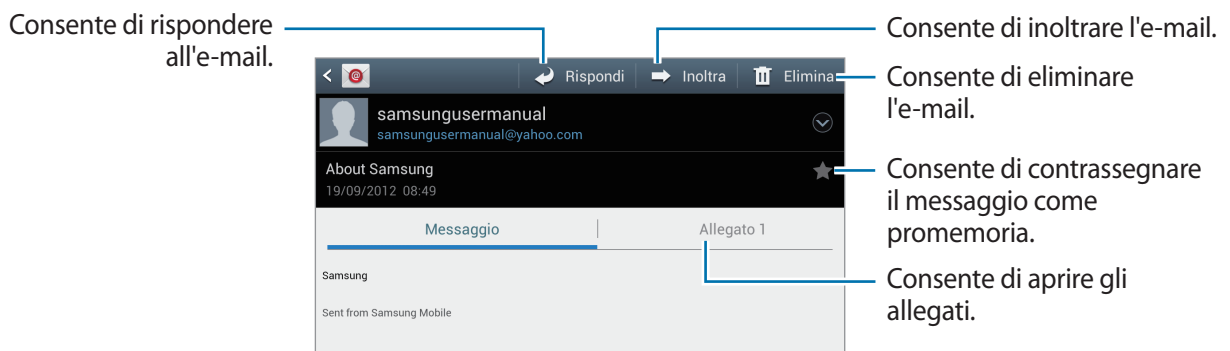 Consente di rispondere
all'e-mail.
Consente di inoltrare l'e-mail.
Consente di eliminare
l'e-mail.
Consente di contrassegnare
il messaggio come
promemoria.
Consente di aprire gli
allegati.
Rispondi Inoltra Elimina
samsungusermanual
samsungusermanual@yahoo.com
About Samsung
19/09/2012 08:49
Messaggio Allegato 1
Samsung
Sent from Samsung Mobile